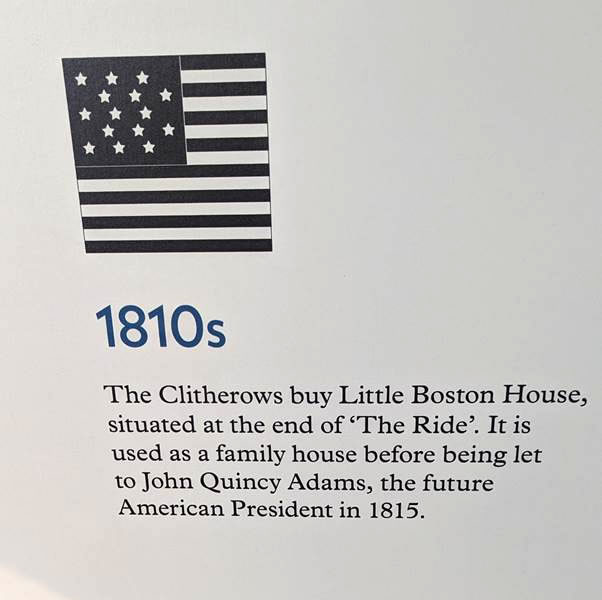 1810s
The Clitherows buy Little Boston House,
situated at the end of ‘The Ride’. It is
used as a family house before being let
to John Quincy Adams, the future
American President in 1815.